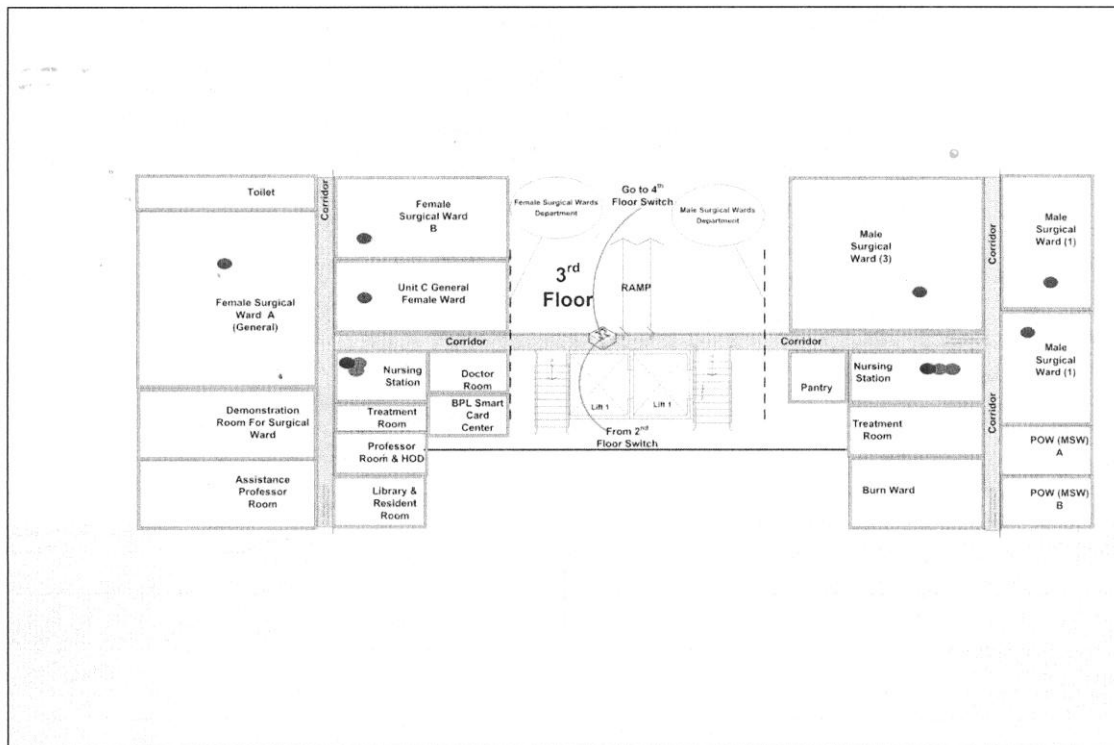 Toilet
Corridor
Female
Surgical Ward
B
Female Surgical Wards
Department
Go to 4th
Floor Switch
Male Surgical Wards
Department
Male
Surgical
Ward (3)
Corridor
Male
Surgical
Ward (1)
Female Surgical
Ward A
(General)
Unit C General
Female Ward
3rd
Floor
RAMP
Corridor
Corridor
Male
Surgical
Ward (1)
Nursing
Station
Doctor
Room
Lift 1
Lift 1
Pantry
Nursing
Station
Demonstration
Room For Surgical
Ward
Treatment
Room
BPL Smart
Card
Center
From 2nd
Floor Switch
Treatment
Room
Corridor
POW (MSW)
A
Professor
Room & HOD
Assistance
Professor
Room
Library &
Resident
Room
Burn Ward
POW (MSW)
B